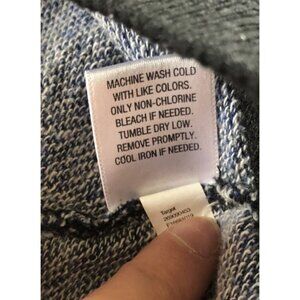 MACHINE WASH COLD
WITH LIKE COLORS.
ONLY NON-CHLORINE
BLEACH IF NEEDED.
TUMBLE DRY LOW.
REMOVE PROMPTLY.
COOL IRON IF NEEDED.
Target